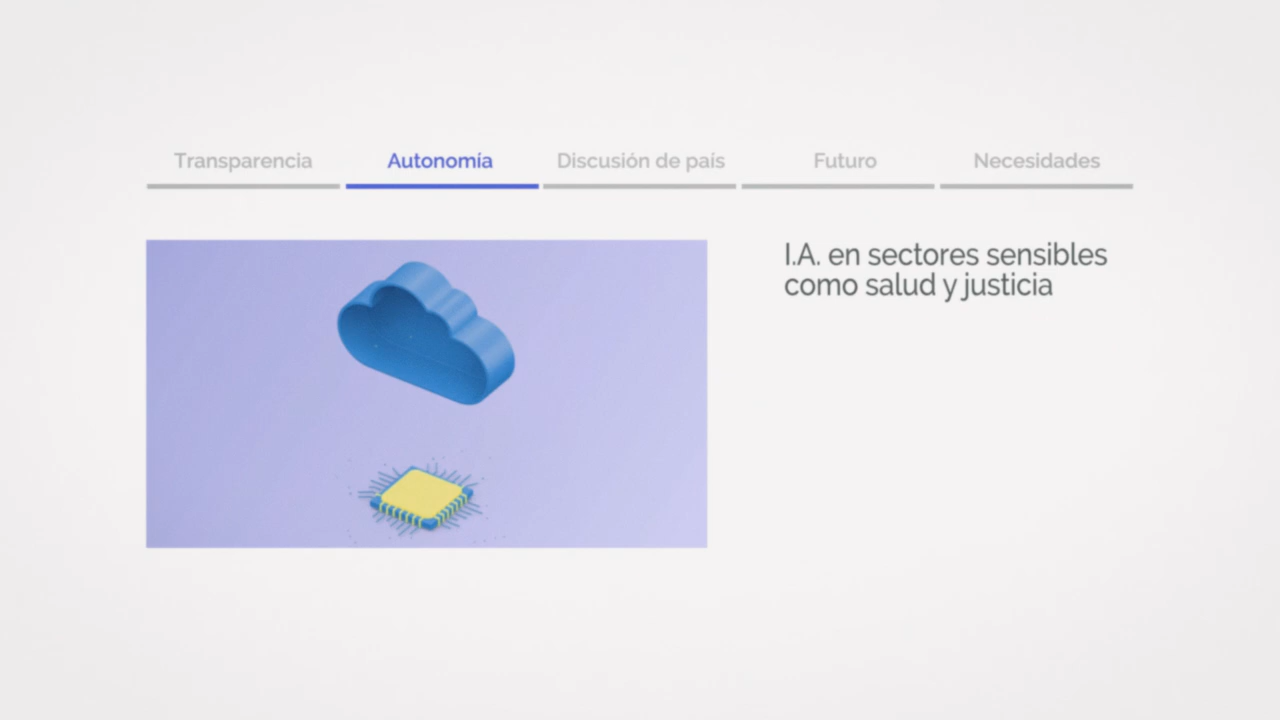 Transparencia
Autonomía
Discusión de país
Futuro
Necesidades
I.A. en sectores sensibles
como salud y justicia